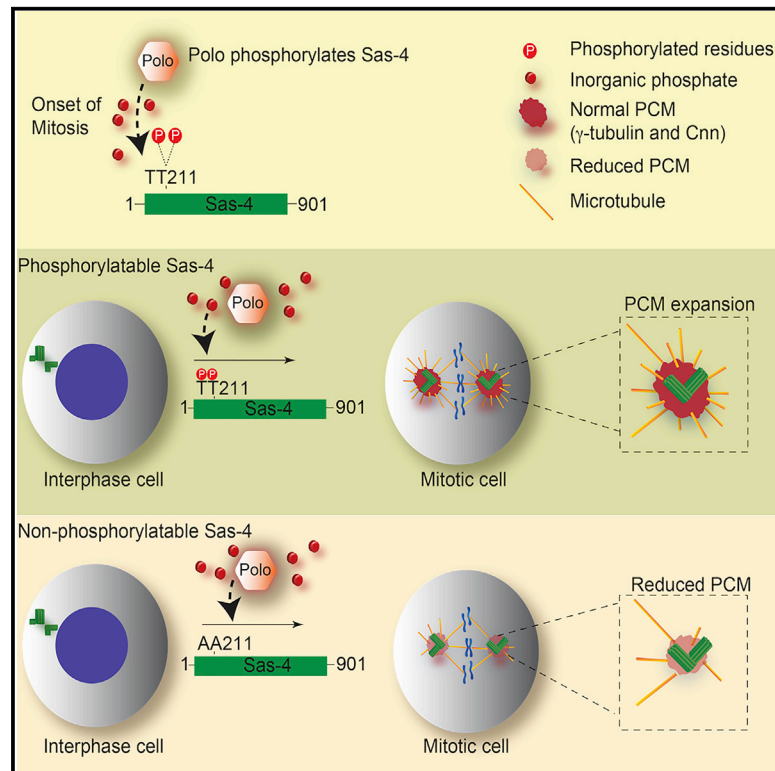 Polo
Polo phosphorylates Sas-4
Onset of
Mitosis
P P
TT211
1
Sas-4
901
P
Phosphorylated residues
Inorganic phosphate
Normal PCM
(γ-tubulin and Cnn)
Reduced PCM
Microtubule
Phosphorylatable Sas-4
Polo
P P
TT211
1
Sas-4
901
Interphase cell
Mitotic cell
PCM expansion
Non-phosphorylatable Sas-4
Polo
AA211
1
Sas-4
901
Interphase cell
Mitotic cell
Reduced PCM